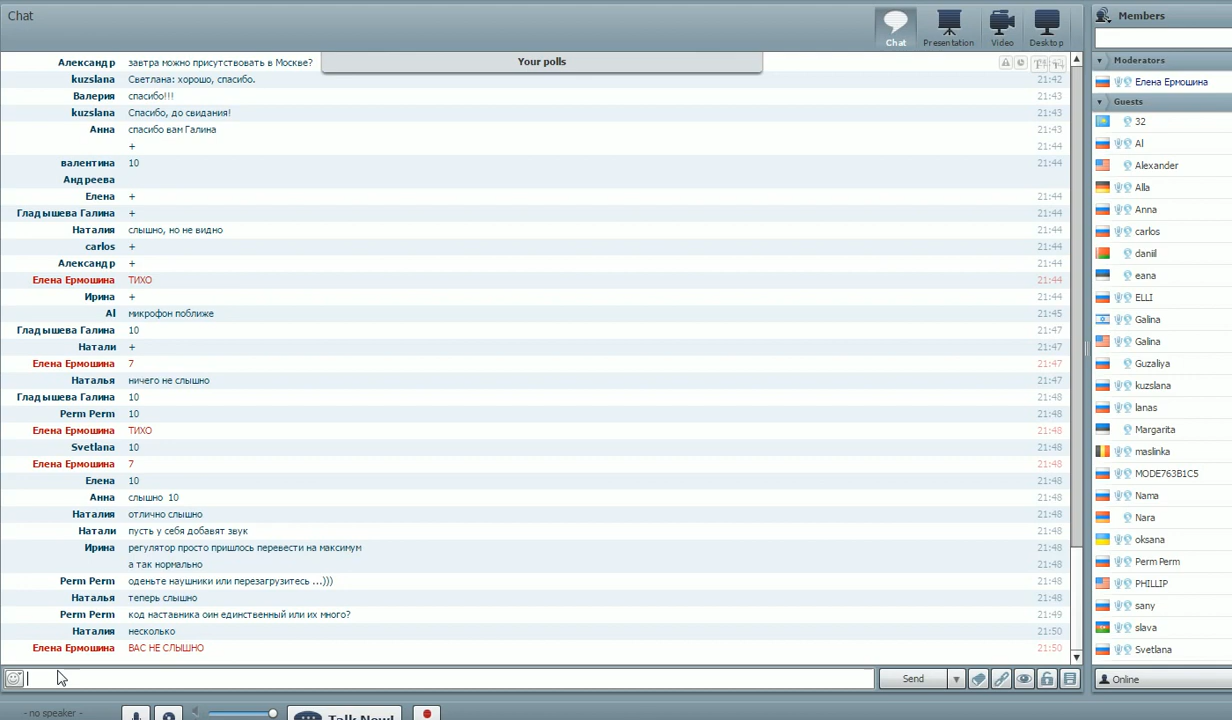 Chat
Chat Presentation Video Desktop
Your polls
Александр завтра можно присутствовать в Москве?
kuzslana Светлана: хорошо, спасибо. 21:42
Валерия спасибо!!! 21:43
kuzslana Спасибо, до свидания! 21:43
Анна спасибо вам Галина 21:43
+ 21:44
валентина 10 21:44
Андреева
Елена + 21:44
Гладышева Галина + 21:44
Наталия слышно, но не видно 21:44
carlos + 21:44
Александр + 21:44
Елена Ермошина ТИХО 21:44
Ирина + 21:44
Al микрофон поближе 21:45
Гладышева Галина 10 21:47
Натали + 21:47
Елена Ермошина 7 21:47
Наталья ничего не слышно 21:47
Гладышева Галина 10 21:48
Perm Perm 10 21:48
Елена Ермошина ТИХО 21:48
Svetlana 10 21:48
Елена Ермошина 7 21:48
Елена 10 21:48
Анна слышно 10 21:48
Наталия отлично слышно 21:48
Натали пусть у себя добавят звук 21:48
Ирина регулятор просто пришлось перевести на максимум 21:48
а так нормально 21:48
Perm Perm оденьте наушники или перезагрузитесь ...))) 21:48
Наталья теперь слышно 21:48
Perm Perm код наставника оин единственный или их много? 21:49
Наталия несколько 21:50
Елена Ермошина ВАС НЕ СЛЫШНО 21:50
Send
- no speaker -
Talk Now!
Members
Moderators
Елена Ермошина
Guests
32
Al
Alexander
Alla
Anna
carlos
daniil
eana
ELLI
Galina
Galina
Guzaliya
kuzslana
lanas
Margarita
maslinka
MODE763B1C5
Nama
Nara
oksana
Perm Perm
PHILLIP
sany
slava
Svetlana
Online